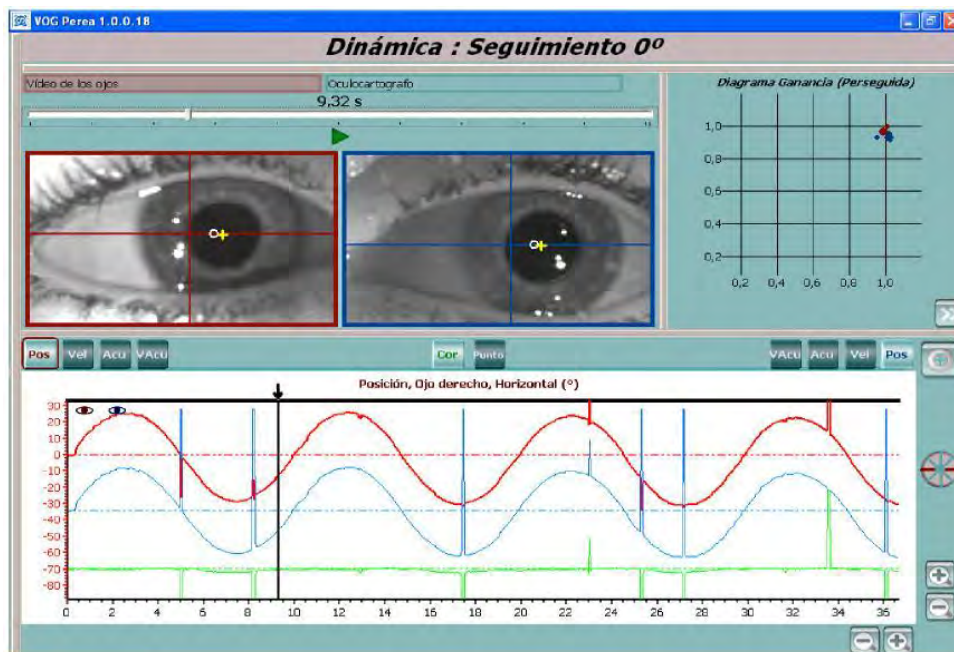 VOG Perea 1.0.0.18
Dinámica : Seguimiento 0º
Vídeo de los ojos
Oculocartografo
9,32 s
Diagrama Ganancia (Perseguida)
1,0
0,8
0,6
0,4
0,2
0,2 0,4 0,6 0,8 1,0
Pos Vel Acu VAcu Cor Punto VAcu Acu Vel Pos
Posición, Ojo derecho, Horizontal (º)
30
20
10
0
-10
-20
-30
-40
-50
-60
-70
-80
0 2 4 6 8 10 12 14 16 18 20 22 24 26 28 30 32 34 36